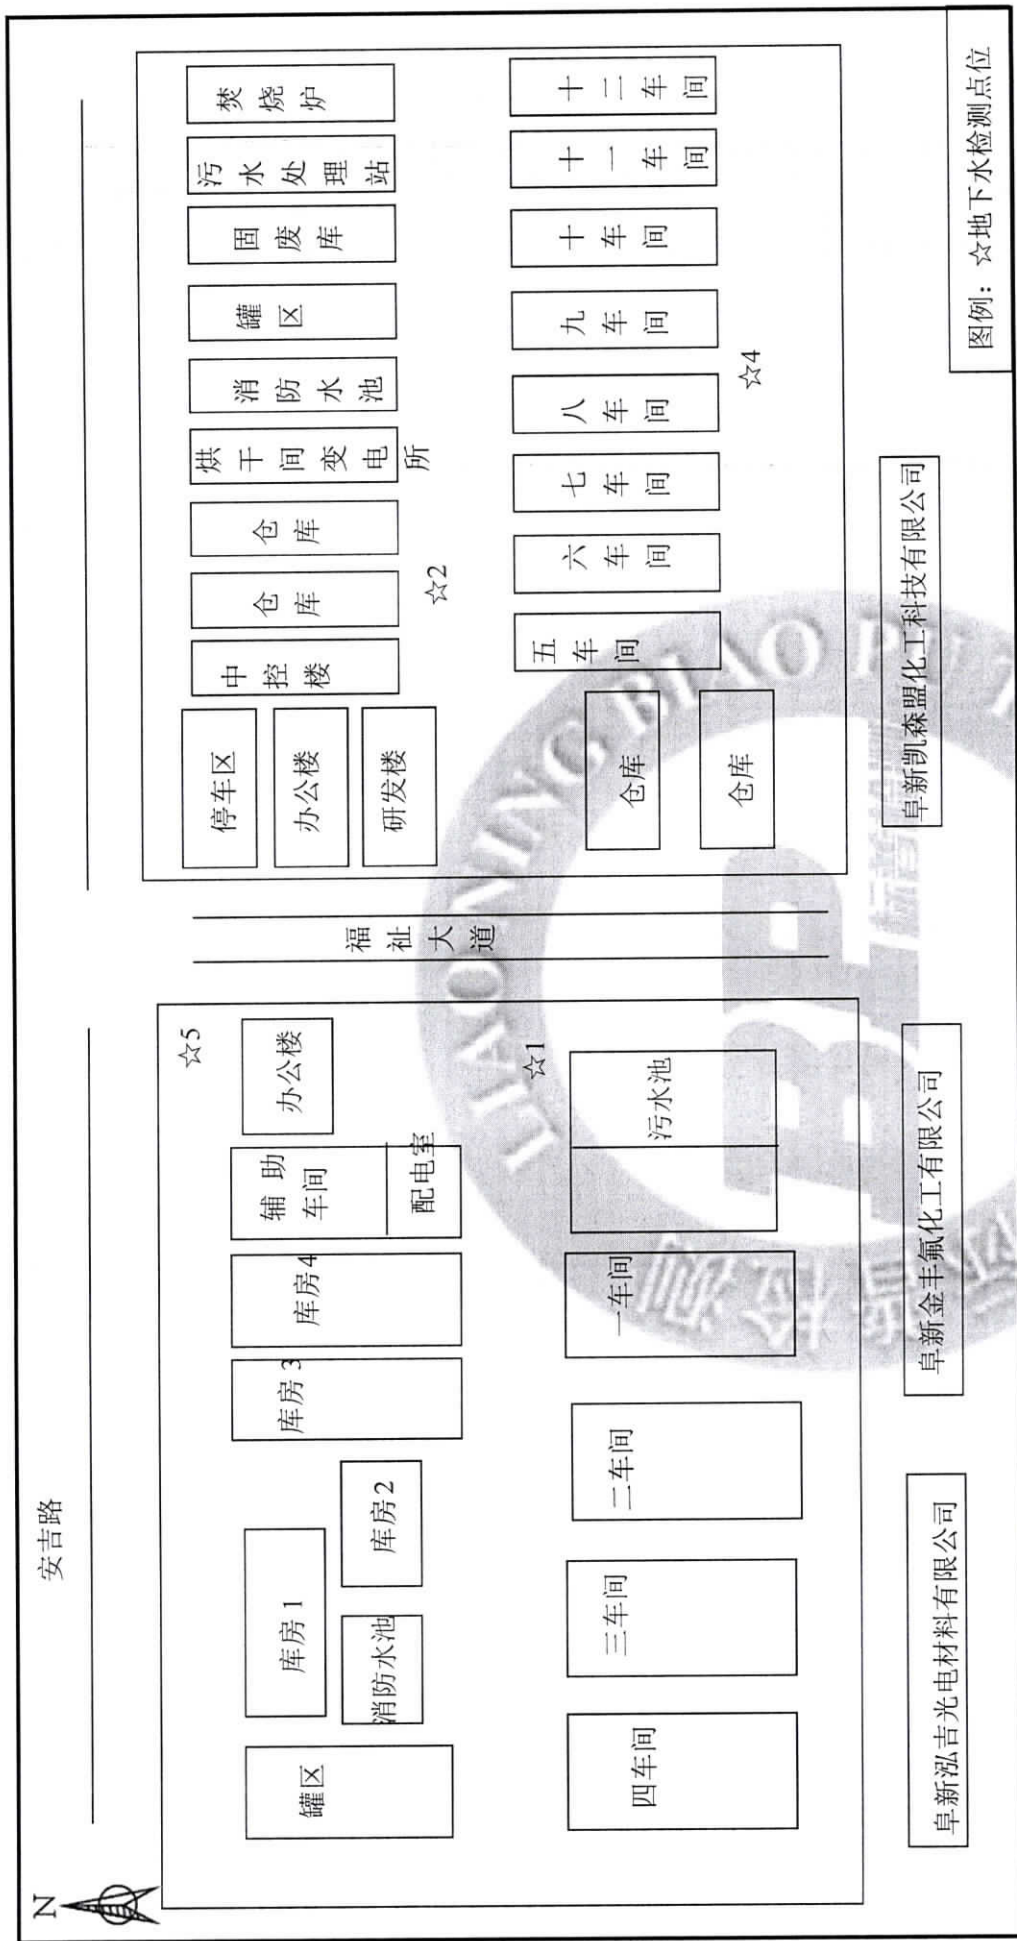 N
安吉路
罐区
库房1
消防水池
库房2
库房3
库房4
辅助
车间
配电室
办公楼
☆5
四车间
三车间
二车间
一车间
污水池
☆1
福祉大道
停车区
办公楼
研发楼
中控楼
仓库
仓库
烘干间变电所
消防水池
罐区
固废库
污水处理站
焚烧炉
☆2
仓库
仓库
五车间
六车间
七车间
八车间
九车间
十车间
十一车间
十二车间
☆4
阜新泓吉光电材料有限公司
阜新金丰氟化工有限公司
阜新凯森盟化工科技有限公司
图例：☆地下水检测点位
LIAONING BIAO PU
标普检测